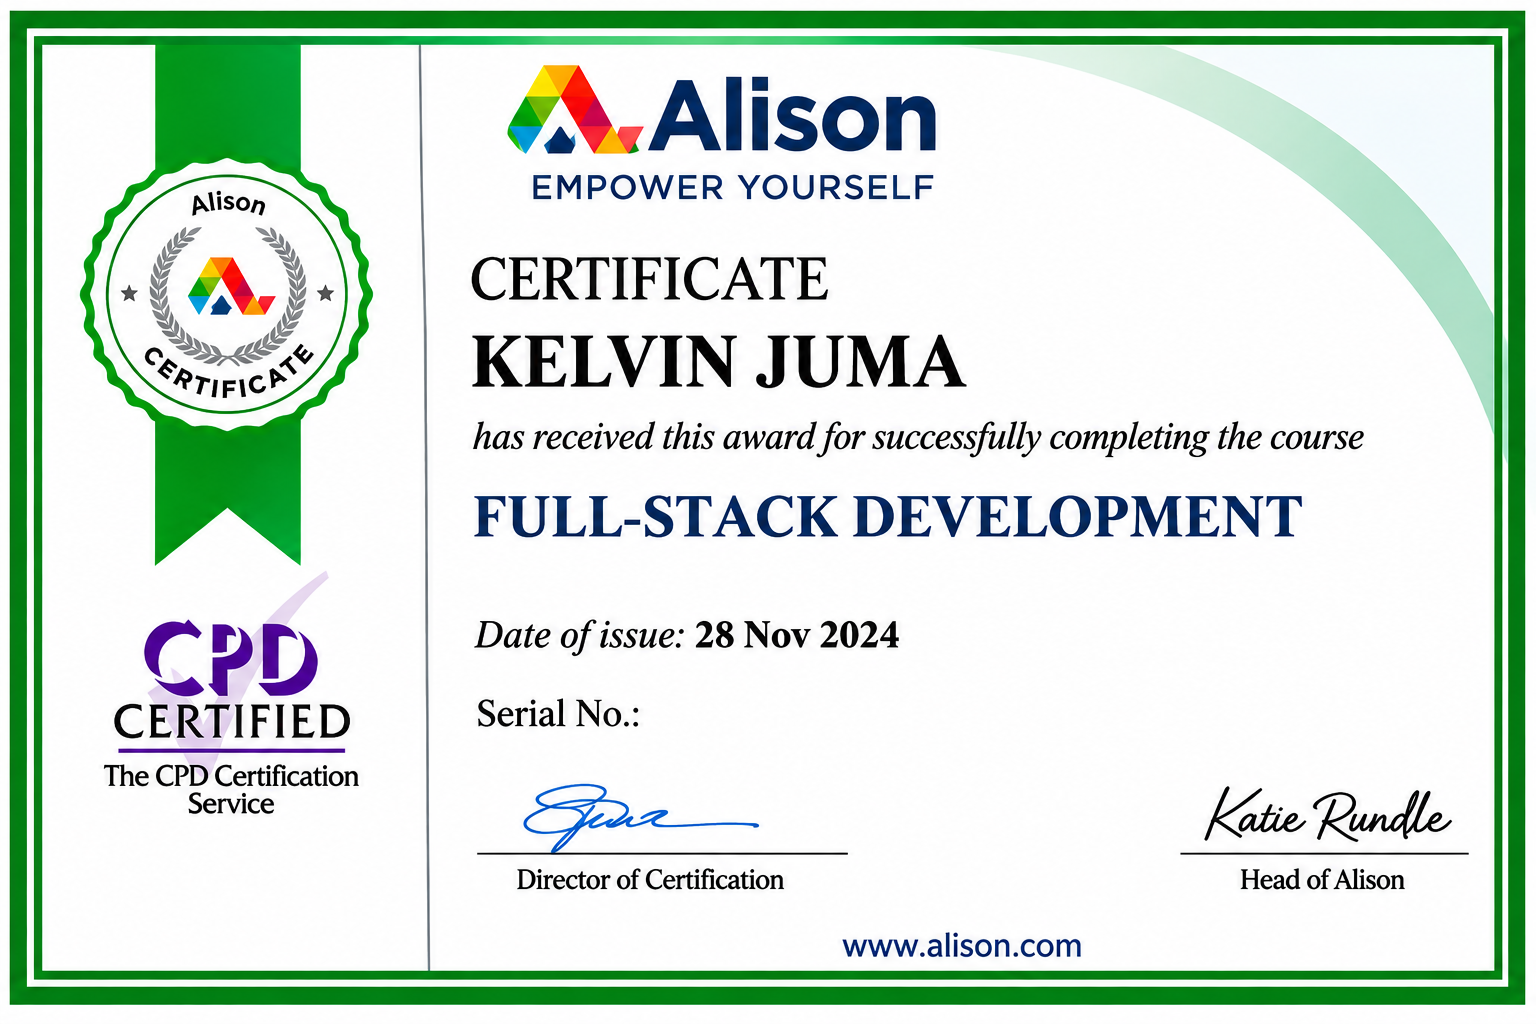 Alison
CERTIFICATE
CPD
CERTIFIED
The CPD Certification
Service
Alison
EMPOWER YOURSELF
CERTIFICATE
KELVIN JUMA
has received this award for successfully completing the course
FULL-STACK DEVELOPMENT
Date of issue: 28 Nov 2024
Serial No.:
Katie Rundle
Director of Certification
Head of Alison
www.alison.com